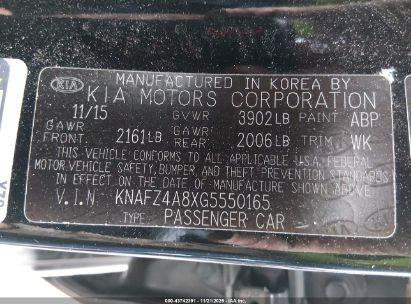 MANUFACTURED IN KOREA BY
KIA KIA MOTORS CORPORATION
11/15 GVWR 3902LB PAINT ABP
GAWR FRONT 2161LB GAWR REAR 2006LB TRIM WK
THIS VEHICLE CONFORMS TO ALL APPLICABLE U.S. FEDERAL
MOTOR VEHICLE SAFETY, BUMPER, AND THEFT PREVENTION STANDARDS
IN EFFECT ON THE DATE OF MANUFACTURE SHOWN ABOVE.
V.I.N KNAFZ4A8XG5550165
TYPE : PASSENGER CAR